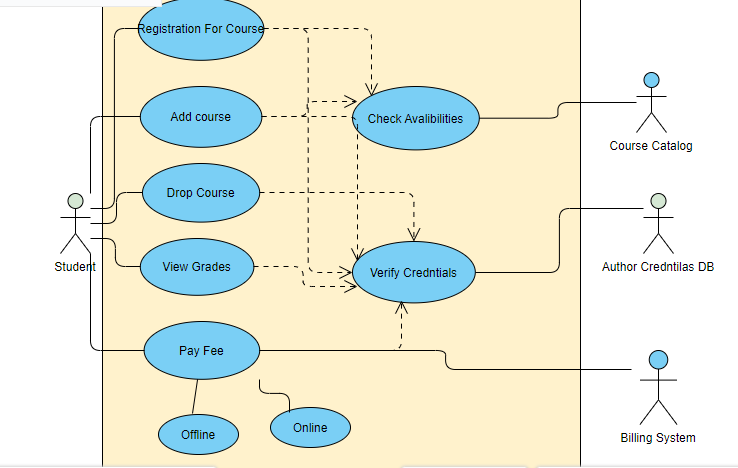 Registration For Course
Add course
Check Avalibilities
Course Catalog
Drop Course
Student
View Grades
Verify Credntials
Author Credntilas DB
Pay Fee
Offline
Online
Billing System